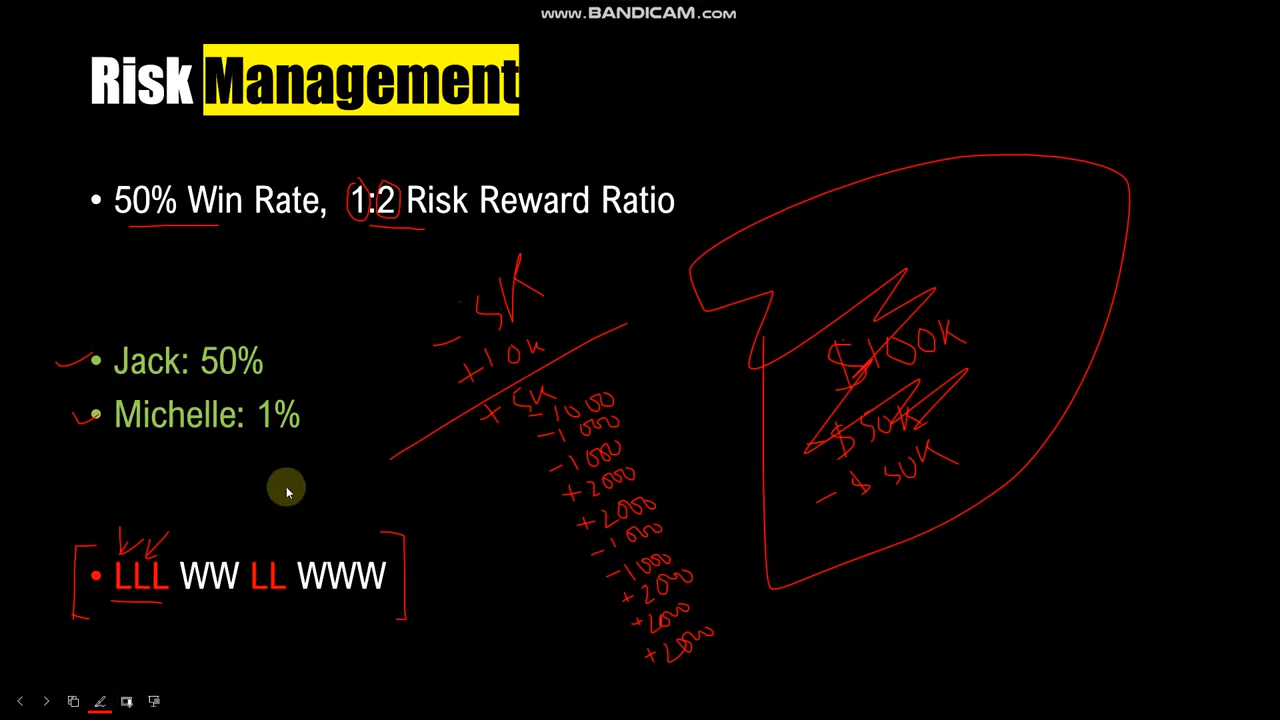 www.BANDICAM.com
Risk Management
• 50% Win Rate, 1:2 Risk Reward Ratio
- 5K
+10K
+ 5K
• Jack: 50%
• Michelle: 1%
-1000
-1000
-1000
+2000
+2000
-1000
-1000
+2000
+2000
+2000
$100K
$50K
- $50K
• LLL WW LL WWW